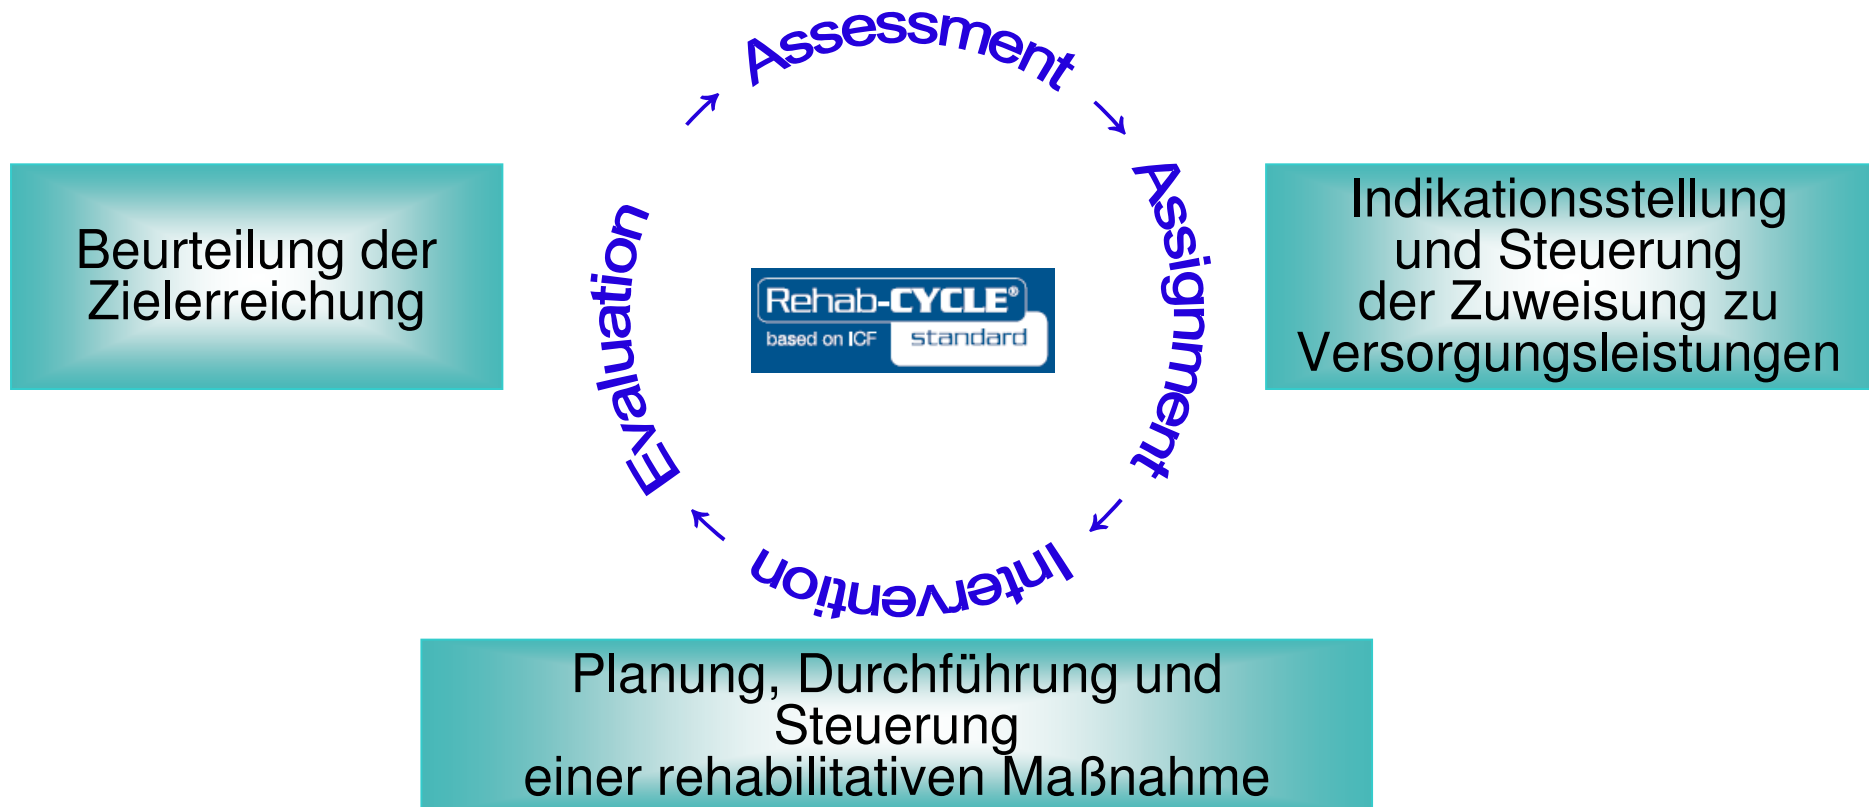 → Assessment →
Assignment →
Intervention →
Evaluation
Beurteilung der
Zielerreichung
Rehab-CYCLE®
based on ICF
standard
Indikationsstellung
und Steuerung
der Zuweisung zu
Versorgungsleistungen
Planung, Durchführung und
Steuerung
einer rehabilitativen Maßnahme